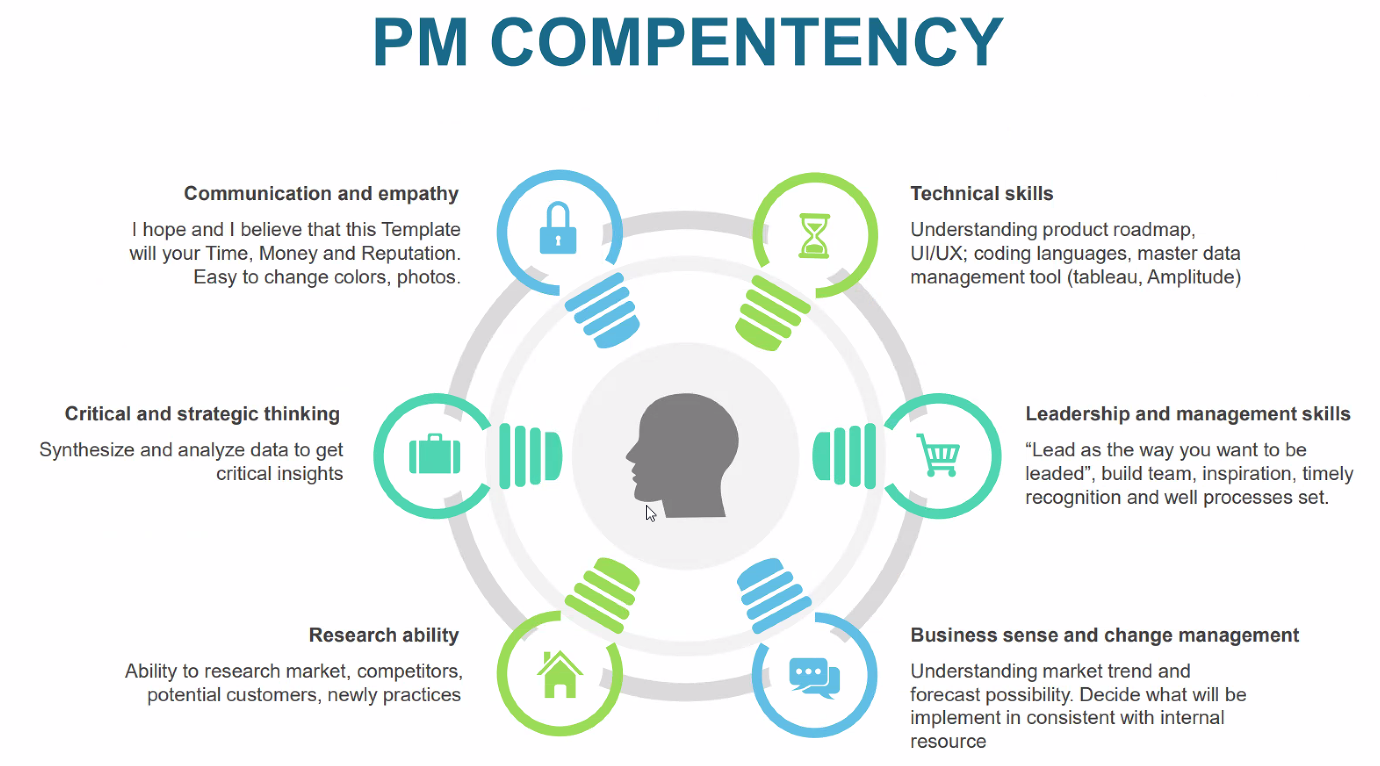 PM COMPENTENCY
Communication and empathy
I hope and I believe that this Template
will your Time, Money and Reputation.
Easy to change colors, photos.
Technical skills
Understanding product roadmap,
UI/UX; coding languages, master data
management tool (tableau, Amplitude)
Critical and strategic thinking
Synthesize and analyze data to get
critical insights
Leadership and management skills
“Lead as the way you want to be
leaded”, build team, inspiration, timely
recognition and well processes set.
Research ability
Ability to research market, competitors,
potential customers, newly practices
Business sense and change management
Understanding market trend and
forecast possibility. Decide what will be
implement in consistent with internal
resource